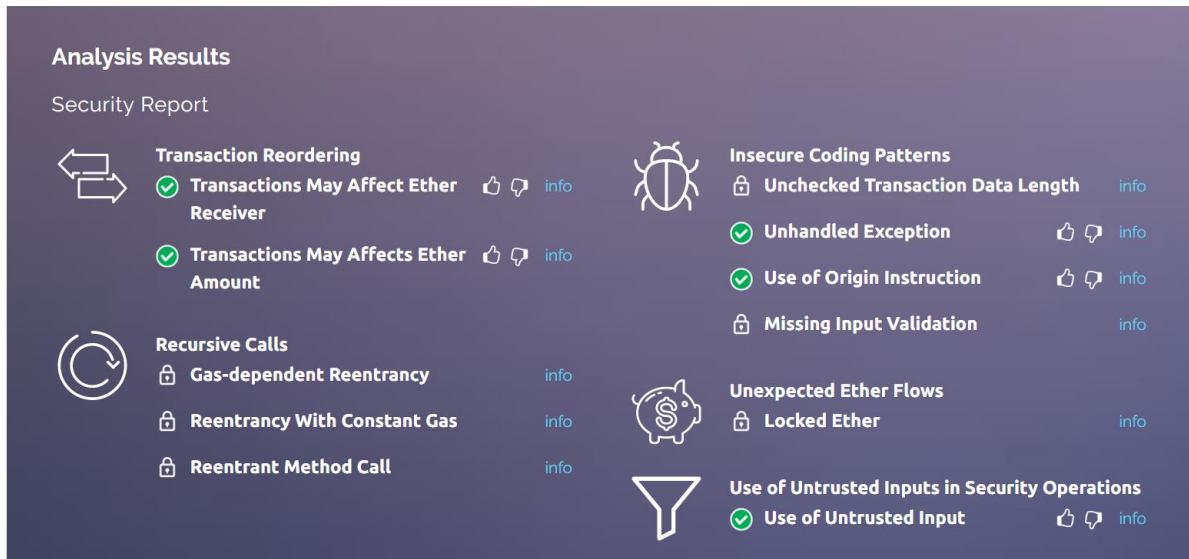 Analysis Results
Security Report
Transaction Reordering
Transactions May Affect Ether info
Receiver
Transactions May Affects Ether info
Amount
Recursive Calls
Gas-dependent Reentrancy info
Reentrancy With Constant Gas info
Reentrant Method Call info
Insecure Coding Patterns
Unchecked Transaction Data Length info
Unhandled Exception info
Use of Origin Instruction info
Missing Input Validation info
Unexpected Ether Flows
$
Locked Ether info
Use of Untrusted Inputs in Security Operations
Use of Untrusted Input info